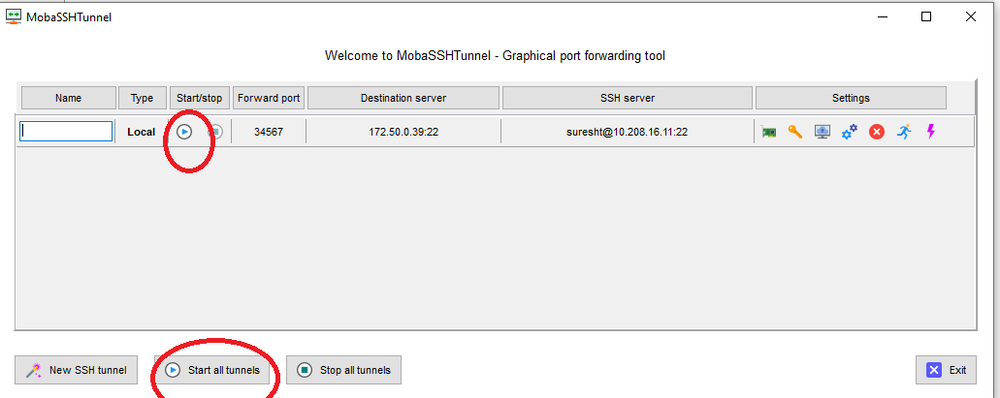 MobaSSHTunnel
Welcome to MobaSSHTunnel - Graphical port forwarding tool
Name Type Start/stop Forward port Destination server SSH server Settings
Local 34567 172.50.0.39:22 suresht@10.208.16.11:22
New SSH tunnel Start all tunnels Stop all tunnels Exit